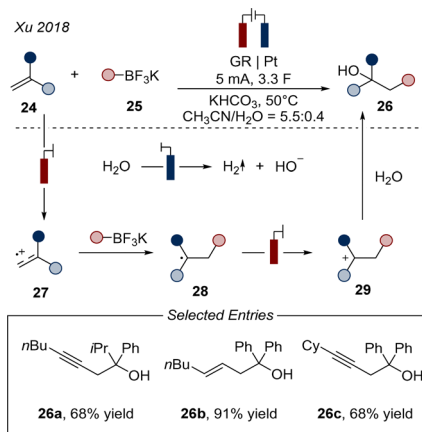 Xu 2018
GR | Pt
5 mA, 3.3 F
KHCO₃, 50°C
CH₃CN/H₂O = 5.5:0.4
+
BF₃K
HO
24
25
26
H₂O
H₂
+
HO⁻
H₂O
BF₃K
+
•
•
+
27
28
29
Selected Entries
nBu
iPr
Ph
OH
Ph
Ph
nBu
OH
Cy
Ph
Ph
OH
26a, 68% yield
26b, 91% yield
26c, 68% yield